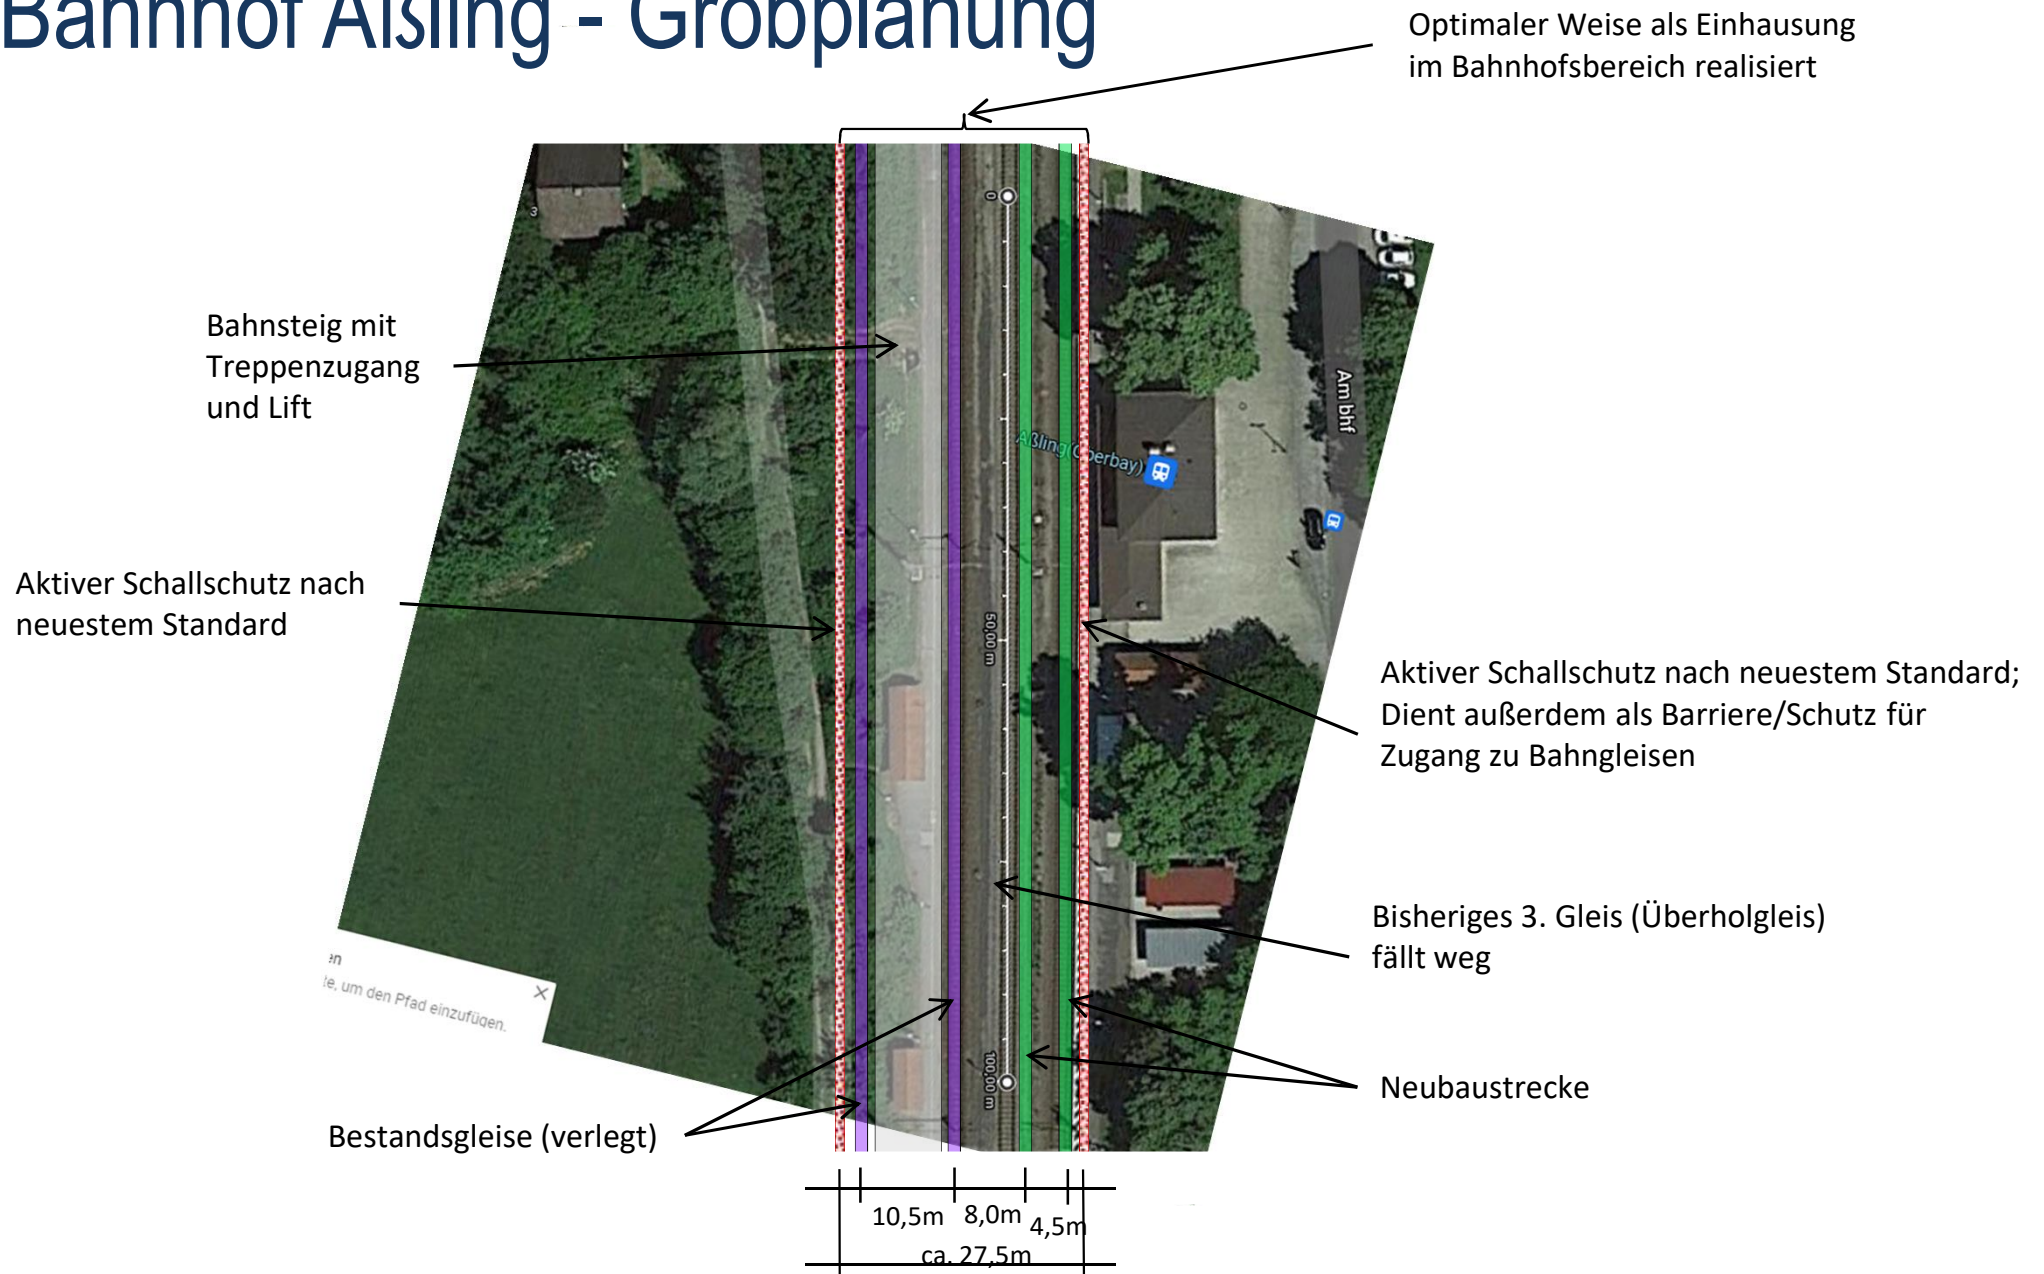 Bahnhof Aßling - Grobplanung
Optimaler Weise als Einhausung
im Bahnhofsbereich realisiert
3
0
Bahnsteig mit
Treppenzugang
und Lift
Am bhf
Aßling(Oberbay)
Aktiver Schallschutz nach
neuestem Standard
50,00 m
Aktiver Schallschutz nach neuestem Standard;
Dient außerdem als Barriere/Schutz für
Zugang zu Bahngleisen
Bisheriges 3. Gleis (Überholgleis)
fällt weg
en
te, um den Pfad einzufügen.
100,00 m
Neubaustrecke
Bestandsgleise (verlegt)
10,5m 8,0m 4,5m
ca. 27,5m